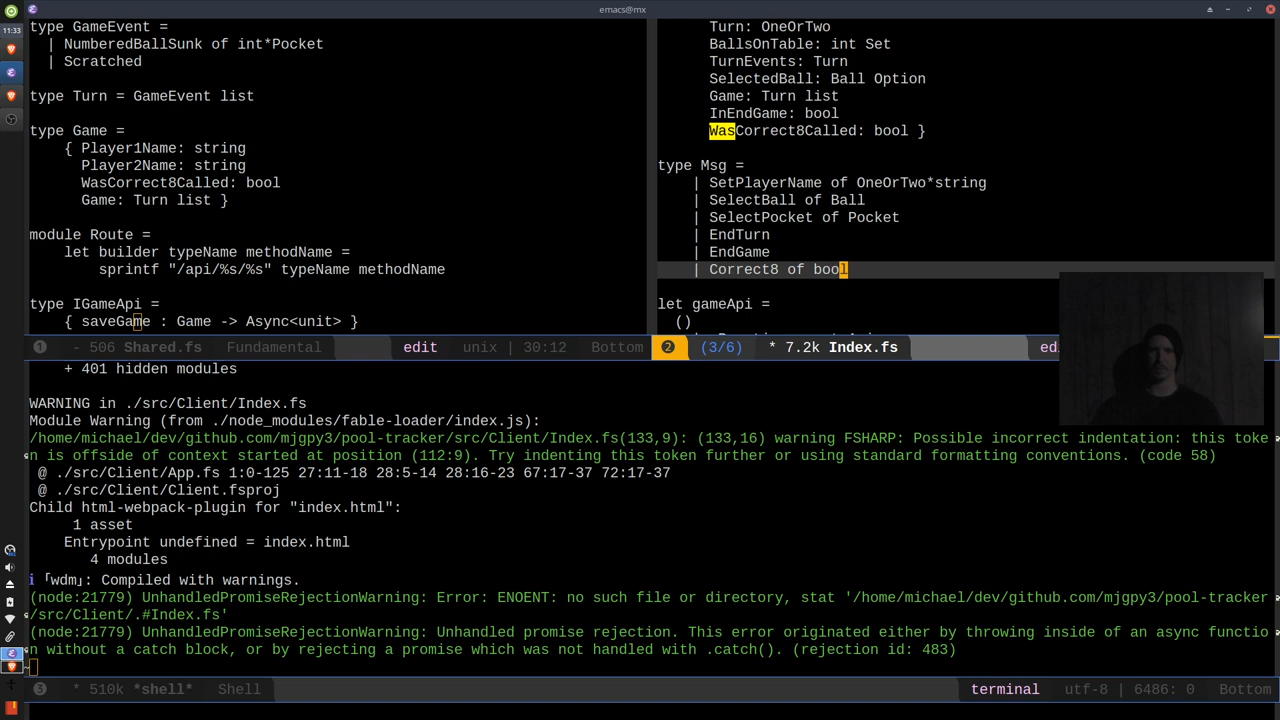 emacs@mx
11:33
type GameEvent =
| NumberedBallSunk of int*Pocket
| Scratched
type Turn = GameEvent list
type Game =
{ Player1Name: string
Player2Name: string
WasCorrect8Called: bool
Game: Turn list }
module Route =
let builder typeName methodName =
sprintf "/api/%s/%s" typeName methodName
type IGameApi =
{ saveGame : Game -> Async<unit> }
❶ - 506 Shared.fs Fundamental edit unix | 30:12 Bottom
Turn: OneOrTwo
BallsOnTable: int Set
TurnEvents: Turn
SelectedBall: Ball Option
Game: Turn list
InEndGame: bool
WasCorrect8Called: bool }
type Msg =
| SetPlayerName of OneOrTwo*string
| SelectBall of Ball
| SelectPocket of Pocket
| EndTurn
| EndGame
| Correct8 of bool
let gameApi =
()
❷ (3/6) * 7.2k Index.fs
+ 401 hidden modules
WARNING in ./src/Client/Index.fs
Module Warning (from ./node_modules/fable-loader/index.js):
/home/michael/dev/github.com/mjgpy3/pool-tracker/src/Client/Index.fs(133,9): (133,16) warning FSHARP: Possible incorrect indentation: this toke
n is offside of context started at position (112:9). Try indenting this token further or using standard formatting conventions. (code 58)
@ ./src/Client/App.fs 1:0-125 27:11-18 28:5-14 28:16-23 67:17-37 72:17-37
@ ./src/Client/Client.fsproj
Child html-webpack-plugin for "index.html":
1 asset
Entrypoint undefined = index.html
4 modules
ℹ ｢wdm｣: Compiled with warnings.
(node:21779) UnhandledPromiseRejectionWarning: Error: ENOENT: no such file or directory, stat '/home/michael/dev/github.com/mjgpy3/pool-tracker
/src/Client/.#Index.fs'
(node:21779) UnhandledPromiseRejectionWarning: Unhandled promise rejection. This error originated either by throwing inside of an async functio
n without a catch block, or by rejecting a promise which was not handled with .catch(). (rejection id: 483)
❸ * 510k *shell* Shell terminal utf-8 | 6486: 0 Bottom